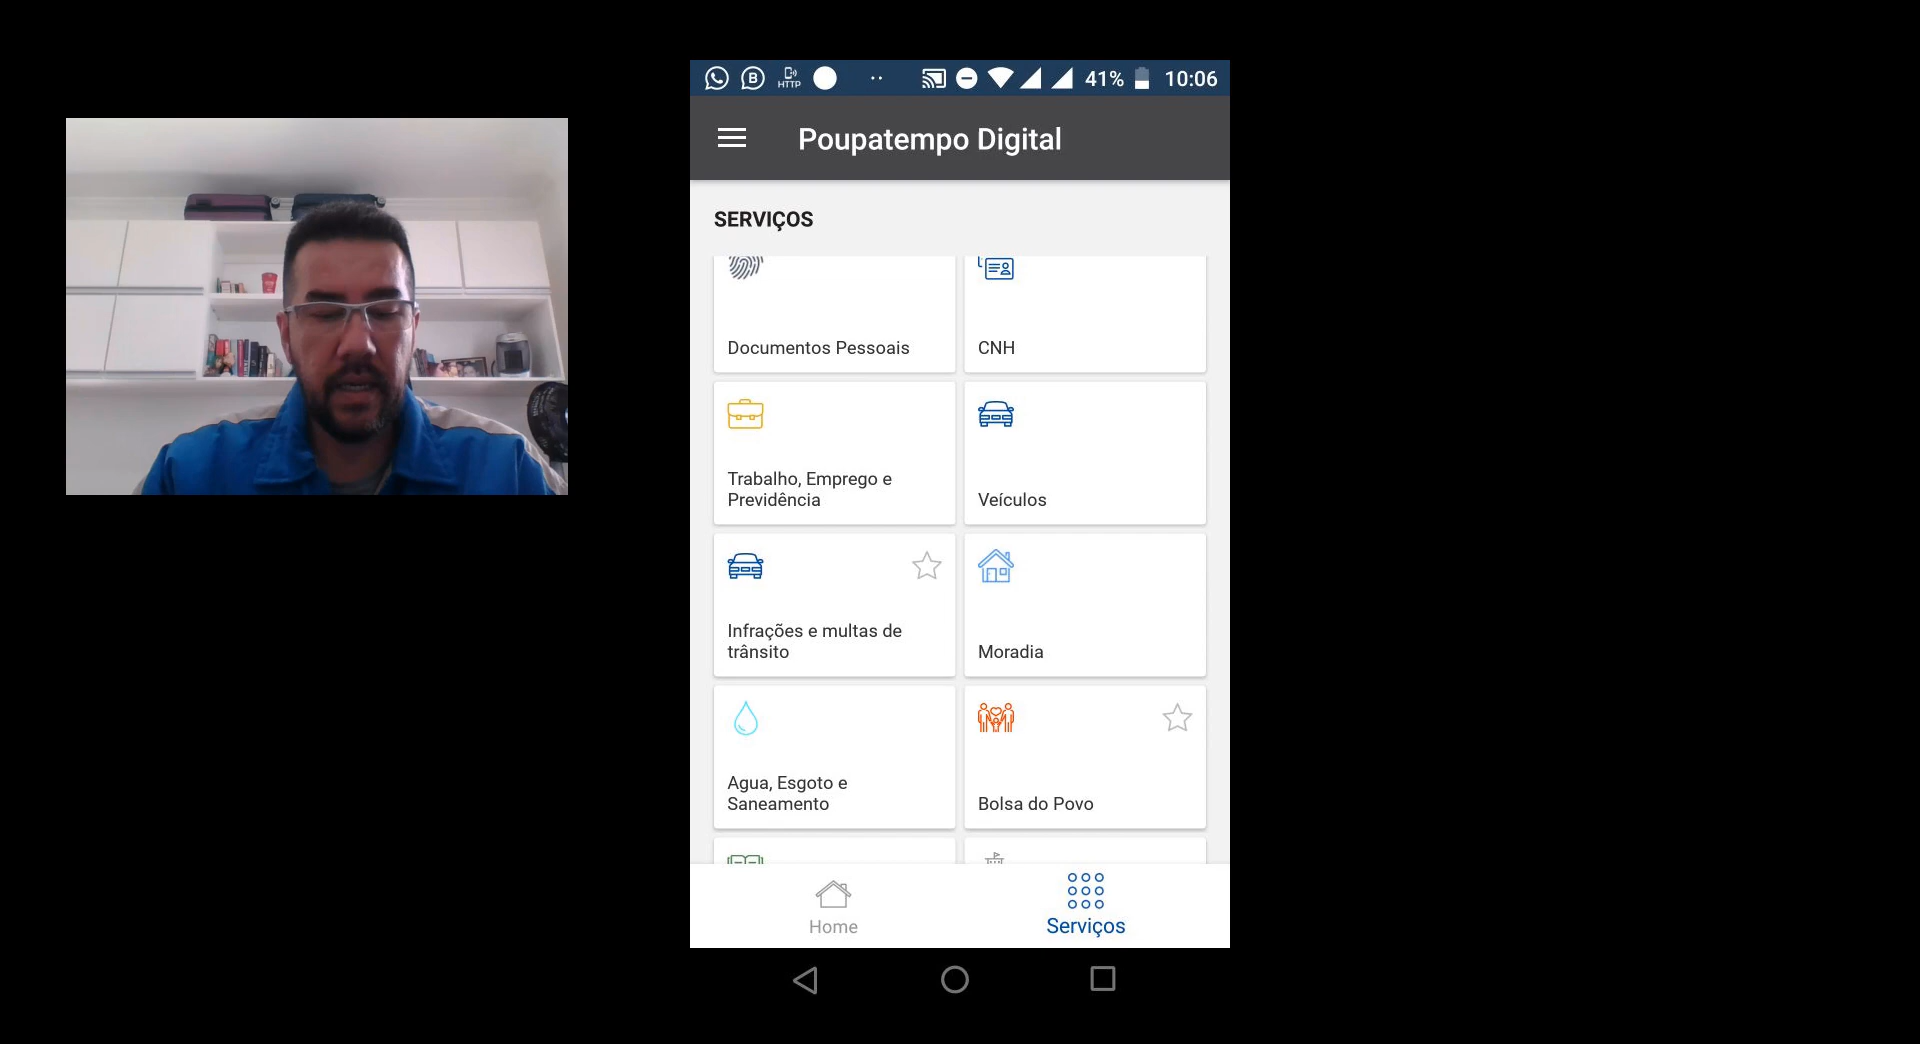 HTTP
41%
10:06
Poupatempo Digital
SERVIÇOS
Documentos Pessoais
CNH
Trabalho, Emprego e
Previdência
Veículos
Infrações e multas de
trânsito
Moradia
Agua, Esgoto e
Saneamento
Bolsa do Povo
Home
Serviços